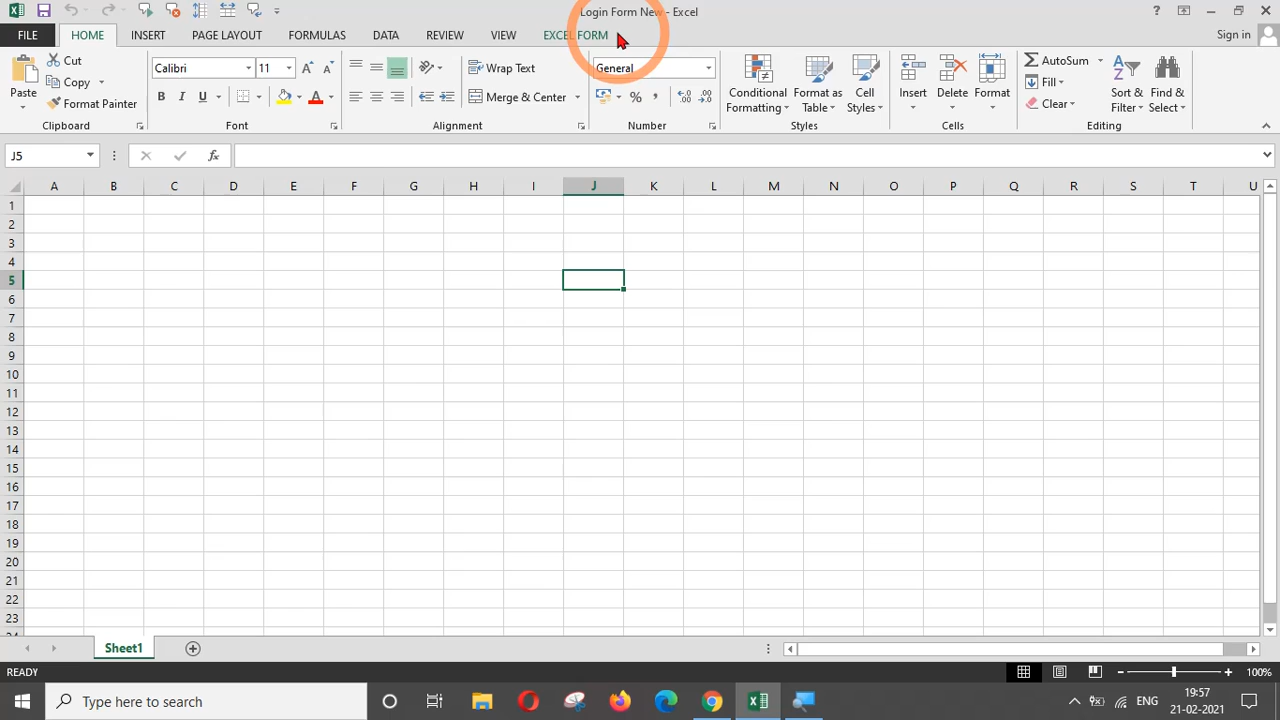 Login Form New - Excel
?
FILE HOME INSERT PAGE LAYOUT FORMULAS DATA REVIEW VIEW EXCEL FORM Sign in
Paste
Cut
Copy
Format Painter
Clipboard
Calibri 11
B I U A
Font
Wrap Text
Merge & Center
Alignment
General
% ,
Number
Conditional Formatting
Format as Table
Cell Styles
Styles
Insert Delete Format
Cells
AutoSum
Fill
Clear
Sort & Filter
Find & Select
Editing
J5 fx
A B C D E F G H I J K L M N O P Q R S T U
1
2
3
4
5
6
7
8
9
10
11
12
13
14
15
16
17
18
19
20
21
22
23
Sheet1
READY 100%
Type here to search
ENG
19:57
21-02-2021